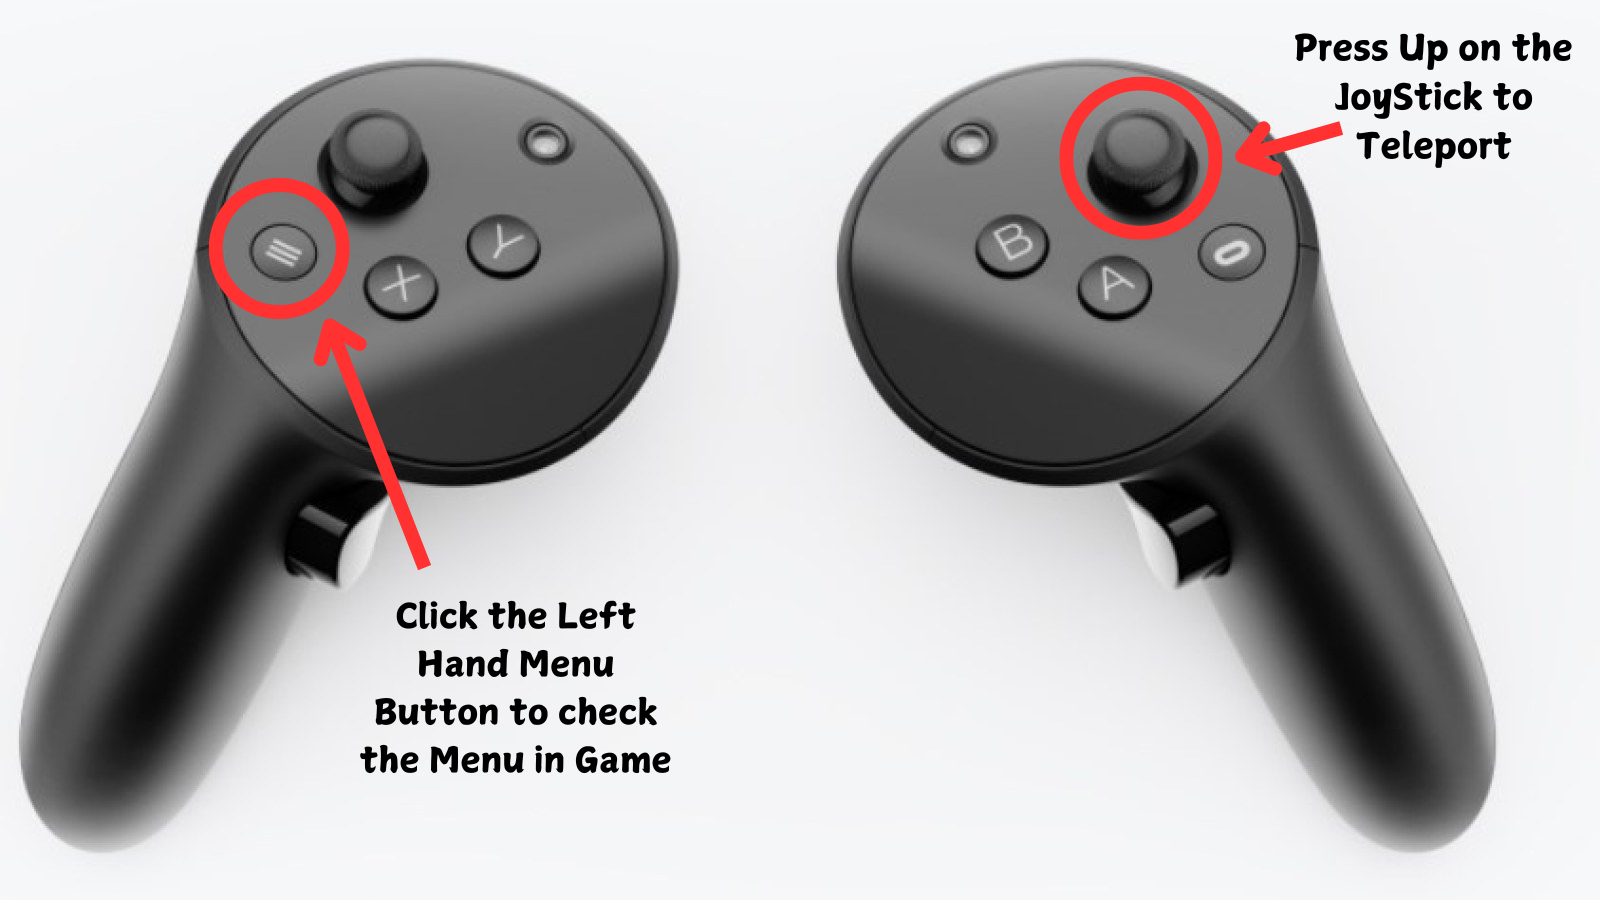 Press Up on the
JoyStick to
Teleport
Y
X
B
A
Click the Left
Hand Menu
Button to check
the Menu in Game